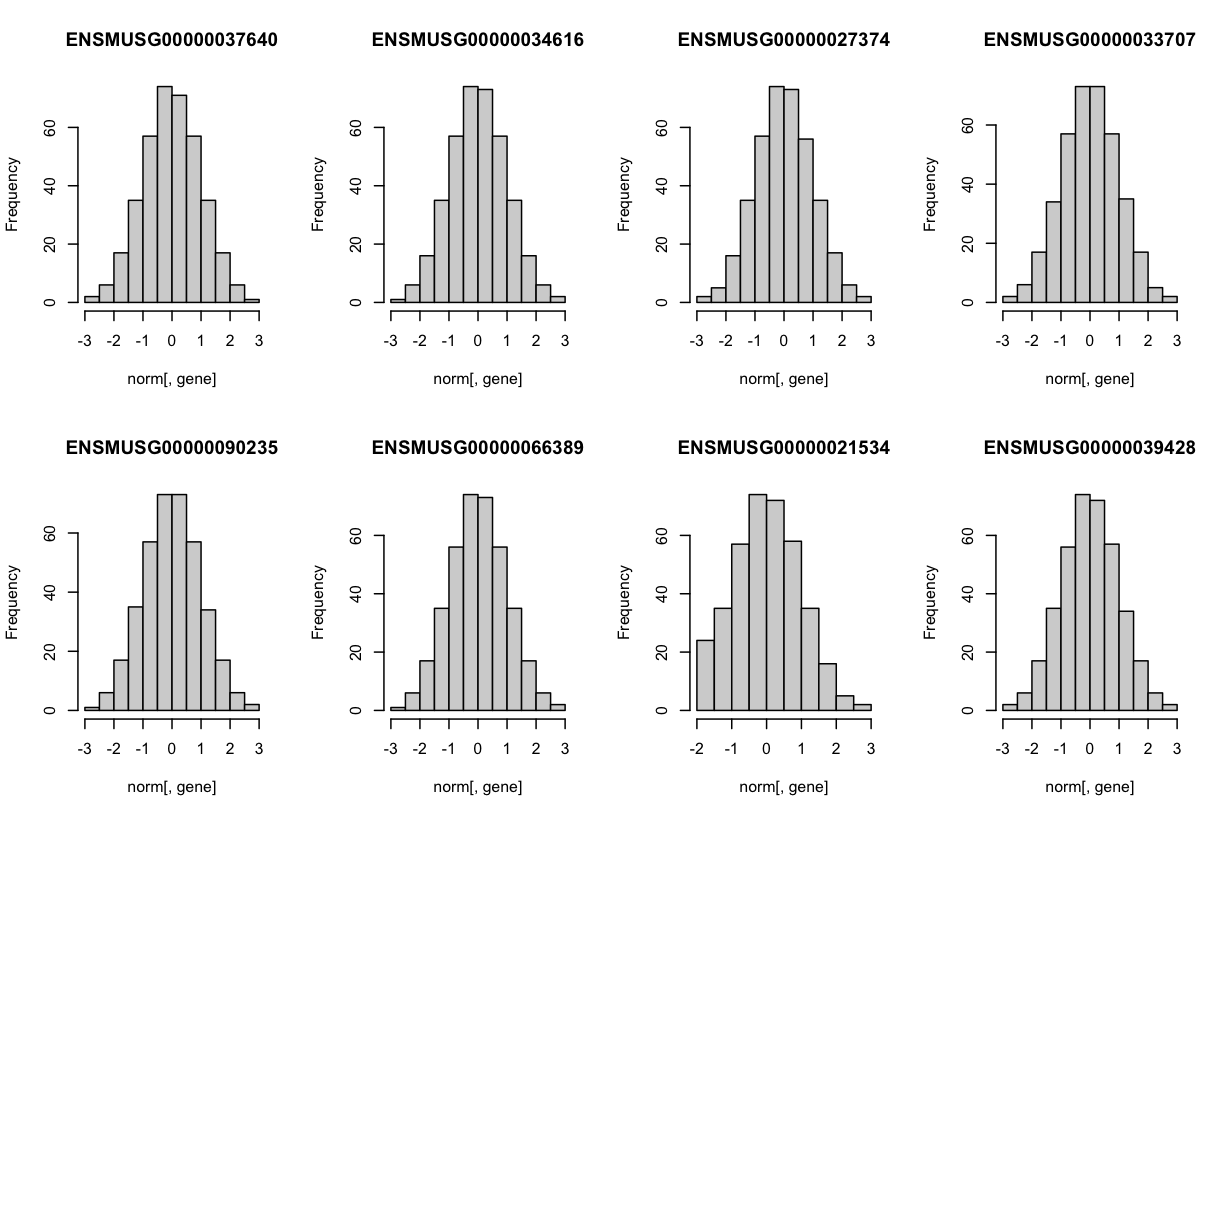 ENSMUSG00000037640
Frequency
0 20 40 60
-3 -2 -1 0 1 2 3
norm[, gene]
ENSMUSG00000034616
Frequency
0 20 40 60
-3 -2 -1 0 1 2 3
norm[, gene]
ENSMUSG00000027374
Frequency
0 20 40 60
-3 -2 -1 0 1 2 3
norm[, gene]
ENSMUSG00000033707
Frequency
0 20 40 60
-3 -2 -1 0 1 2 3
norm[, gene]
ENSMUSG00000090235
Frequency
0 20 40 60
-3 -2 -1 0 1 2 3
norm[, gene]
ENSMUSG00000066389
Frequency
0 20 40 60
-3 -2 -1 0 1 2 3
norm[, gene]
ENSMUSG00000021534
Frequency
0 20 40 60
-2 -1 0 1 2 3
norm[, gene]
ENSMUSG00000039428
Frequency
0 20 40 60
-3 -2 -1 0 1 2 3
norm[, gene]